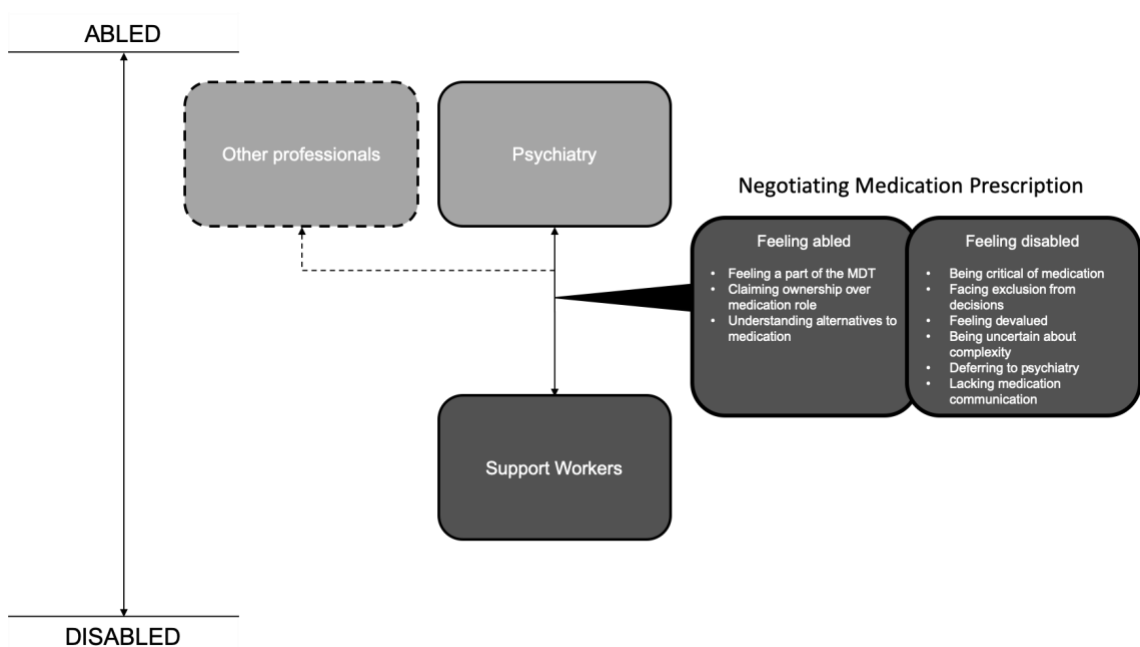 ABLED
Other professionals
Psychiatry
Negotiating Medication Prescription
Feeling abled
• Feeling a part of the MDT
• Claiming ownership over
medication role
• Understanding alternatives to
medication
Feeling disabled
• Being critical of medication
• Facing exclusion from
decisions
• Feeling devalued
• Being uncertain about
complexity
• Deferring to psychiatry
• Lacking medication
communication
Support Workers
DISABLED